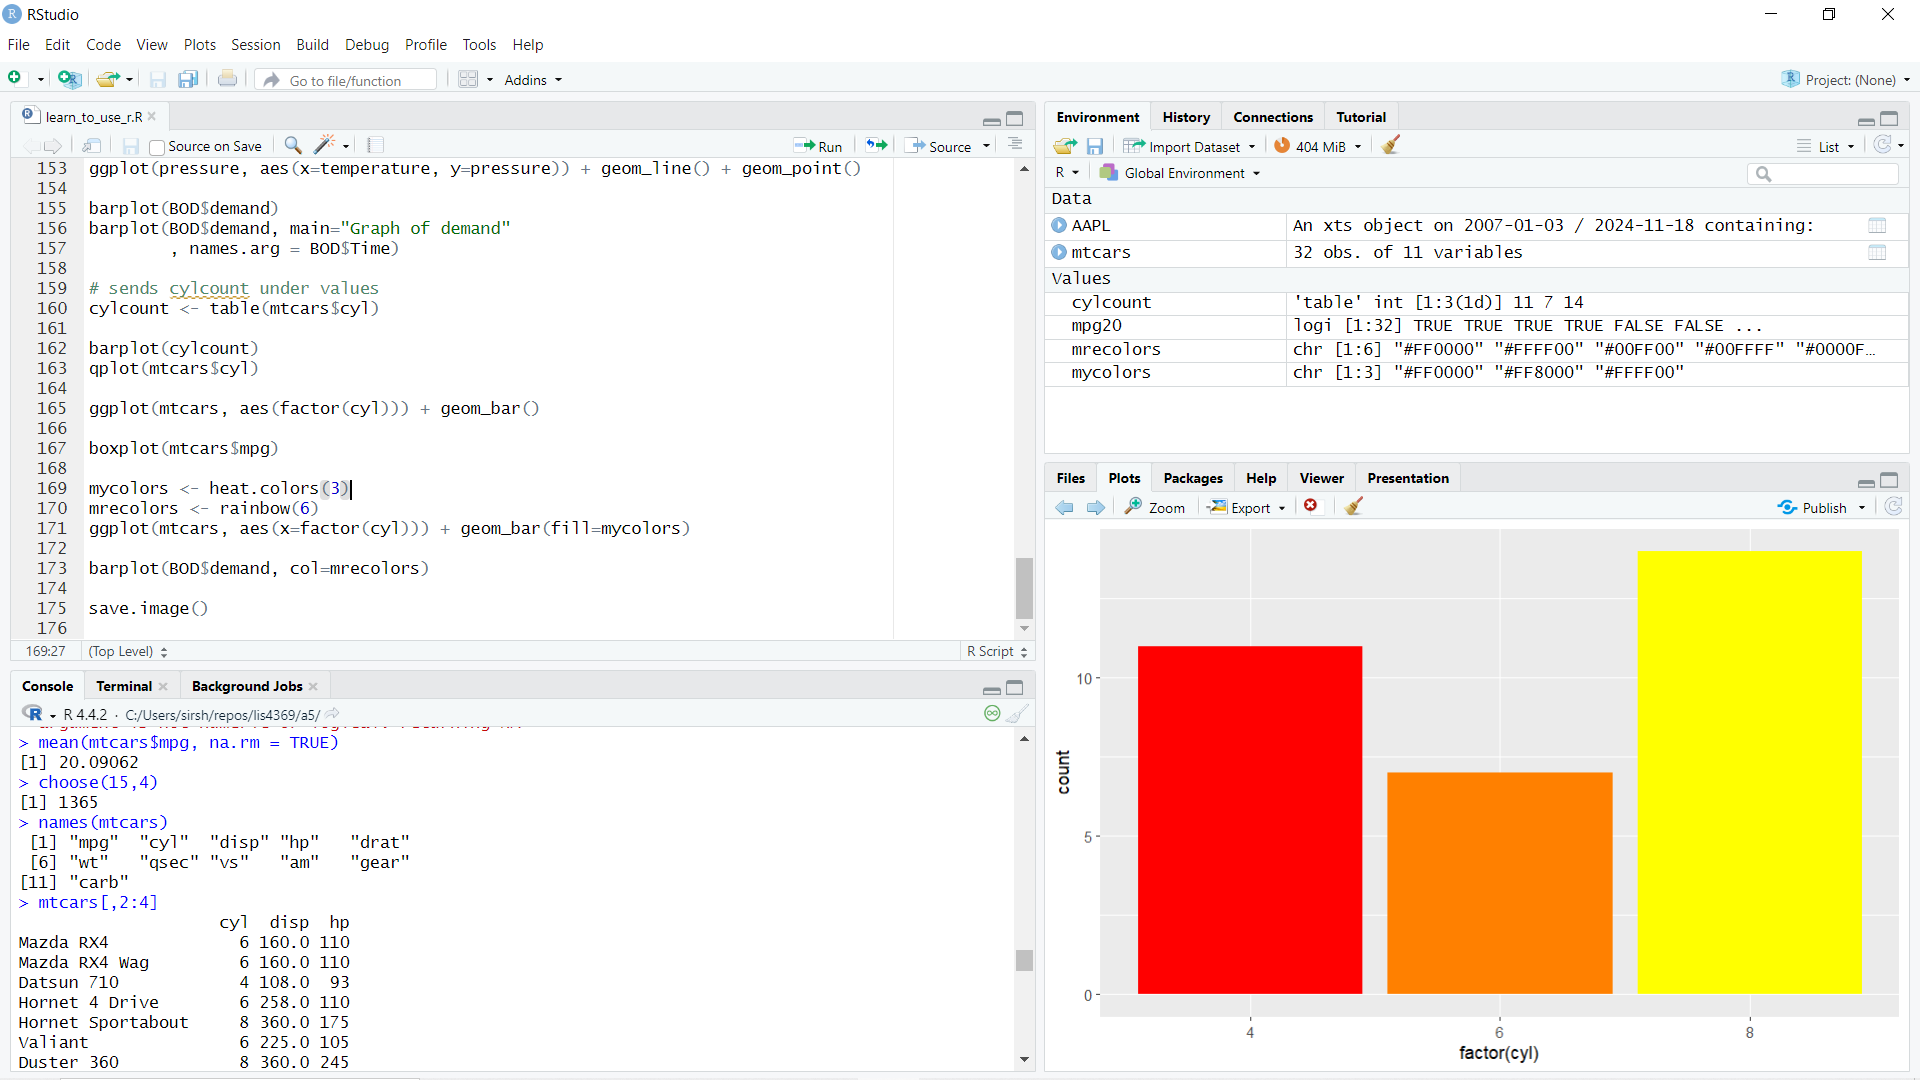 RStudio
File Edit Code View Plots Session Build Debug Profile Tools Help
Go to file/function Addins Project: (None)
learn_to_use_r.R
Source on Save Run Source
153 ggplot(pressure, aes(x=temperature, y=pressure)) + geom_line() + geom_point()
154
155 barplot(BOD$demand)
156 barplot(BOD$demand, main="Graph of demand"
157 , names.arg = BOD$Time)
158
159 # sends cylcount under values
160 cylcount <- table(mtcars$cyl)
161
162 barplot(cylcount)
163 qplot(mtcars$cyl)
164
165 ggplot(mtcars, aes(factor(cyl))) + geom_bar()
166
167 boxplot(mtcars$mpg)
168
169 mycolors <- heat.colors(3)
170 mrecolors <- rainbow(6)
171 ggplot(mtcars, aes(x=factor(cyl))) + geom_bar(fill=mycolors)
172
173 barplot(BOD$demand, col=mrecolors)
174
175 save.image()
176
169:27 (Top Level) R Script
Console Terminal Background Jobs
R 4.4.2 · C:/Users/sirsh/repos/lis4369/a5/
> mean(mtcars$mpg, na.rm = TRUE)
[1] 20.09062
> choose(15,4)
[1] 1365
> names(mtcars)
[1] "mpg" "cyl" "disp" "hp" "drat"
[6] "wt" "qsec" "vs" "am" "gear"
[11] "carb"
> mtcars[,2:4]
cyl disp hp
Mazda RX4 6 160.0 110
Mazda RX4 Wag 6 160.0 110
Datsun 710 4 108.0 93
Hornet 4 Drive 6 258.0 110
Hornet Sportabout 8 360.0 175
Valiant 6 225.0 105
Duster 360 8 360.0 245
Environment History Connections Tutorial
Import Dataset 404 MiB List
R Global Environment
Data
AAPL An xts object on 2007-01-03 / 2024-11-18 containing:
mtcars 32 obs. of 11 variables
Values
cylcount 'table' int [1:3(1d)] 11 7 14
mpg20 logi [1:32] TRUE TRUE TRUE TRUE FALSE FALSE ...
mrecolors chr [1:6] "#FF0000" "#FFFF00" "#00FF00" "#00FFFF" "#0000F…
mycolors chr [1:3] "#FF0000" "#FF8000" "#FFFF00"
Files Plots Packages Help Viewer Presentation
Zoom Export Publish
10
5
0
count
4 6 8
factor(cyl)